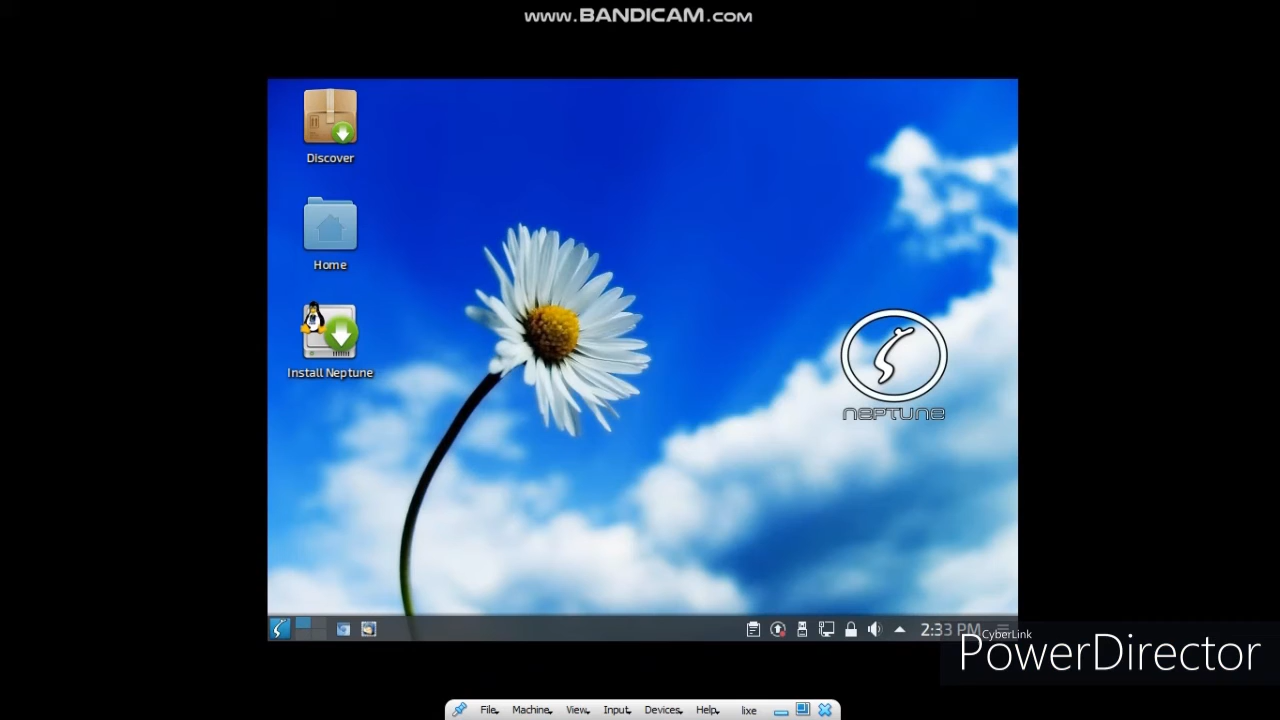 www.BANDICAM.com
Discover
Home
Install Neptune
NEPTUNE
2:33 PM
CyberLink
PowerDirector
File Machine View Input Devices Help lixe